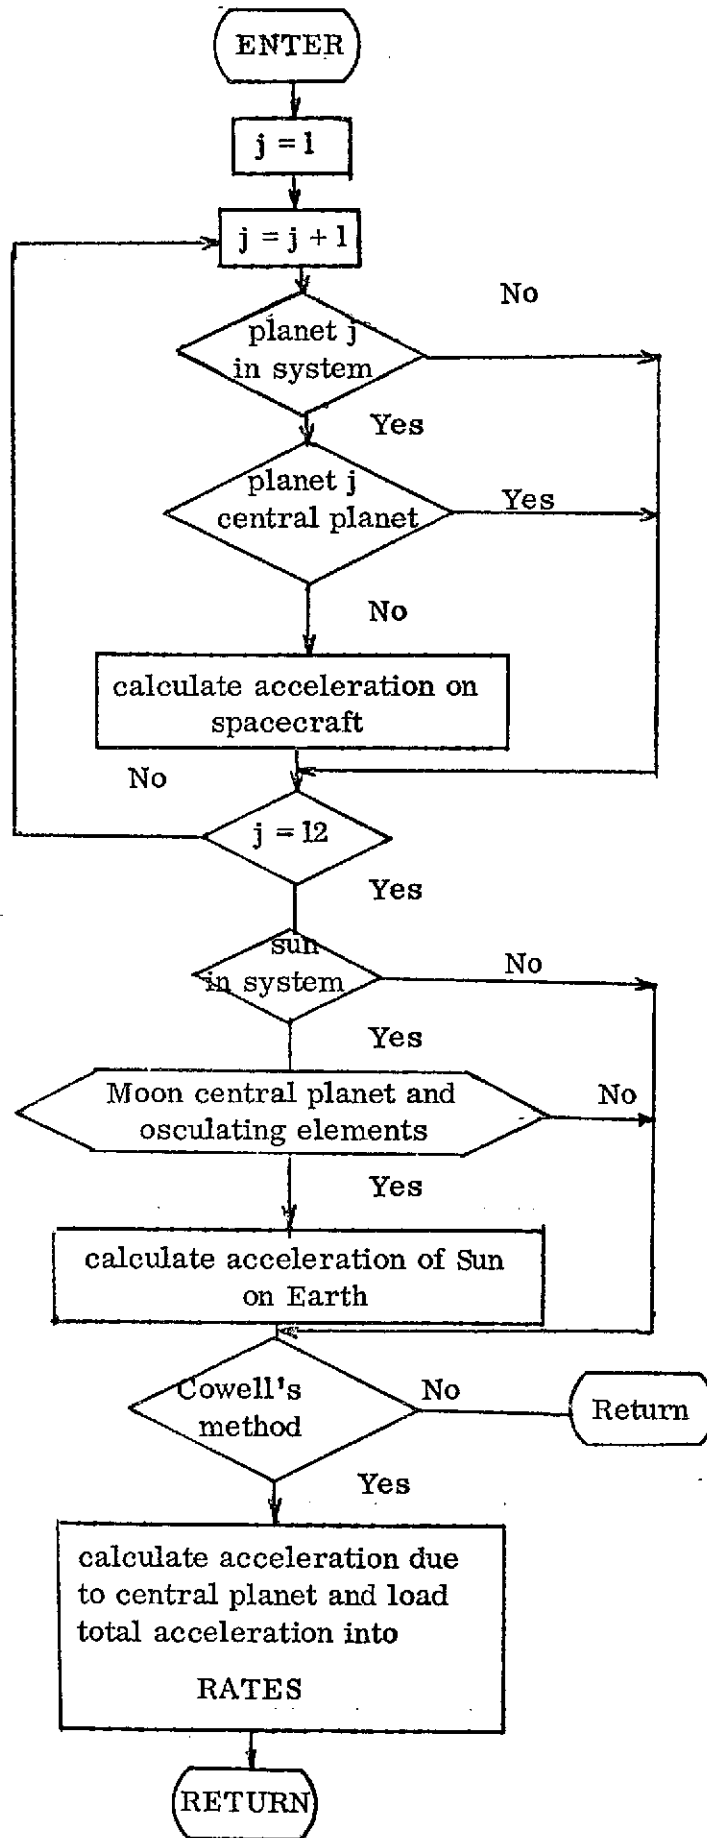 ENTER
j = 1
j = j + 1
No
planet j
in system
Yes
planet j
central planet
Yes
No
calculate acceleration on
spacecraft
No
j = 12
Yes
sun
in system
No
Yes
Moon central planet and
osculating elements
No
Yes
calculate acceleration of Sun
on Earth
Cowell's
method
No
Return
Yes
calculate acceleration due
to central planet and load
total acceleration into
RATES
RETURN